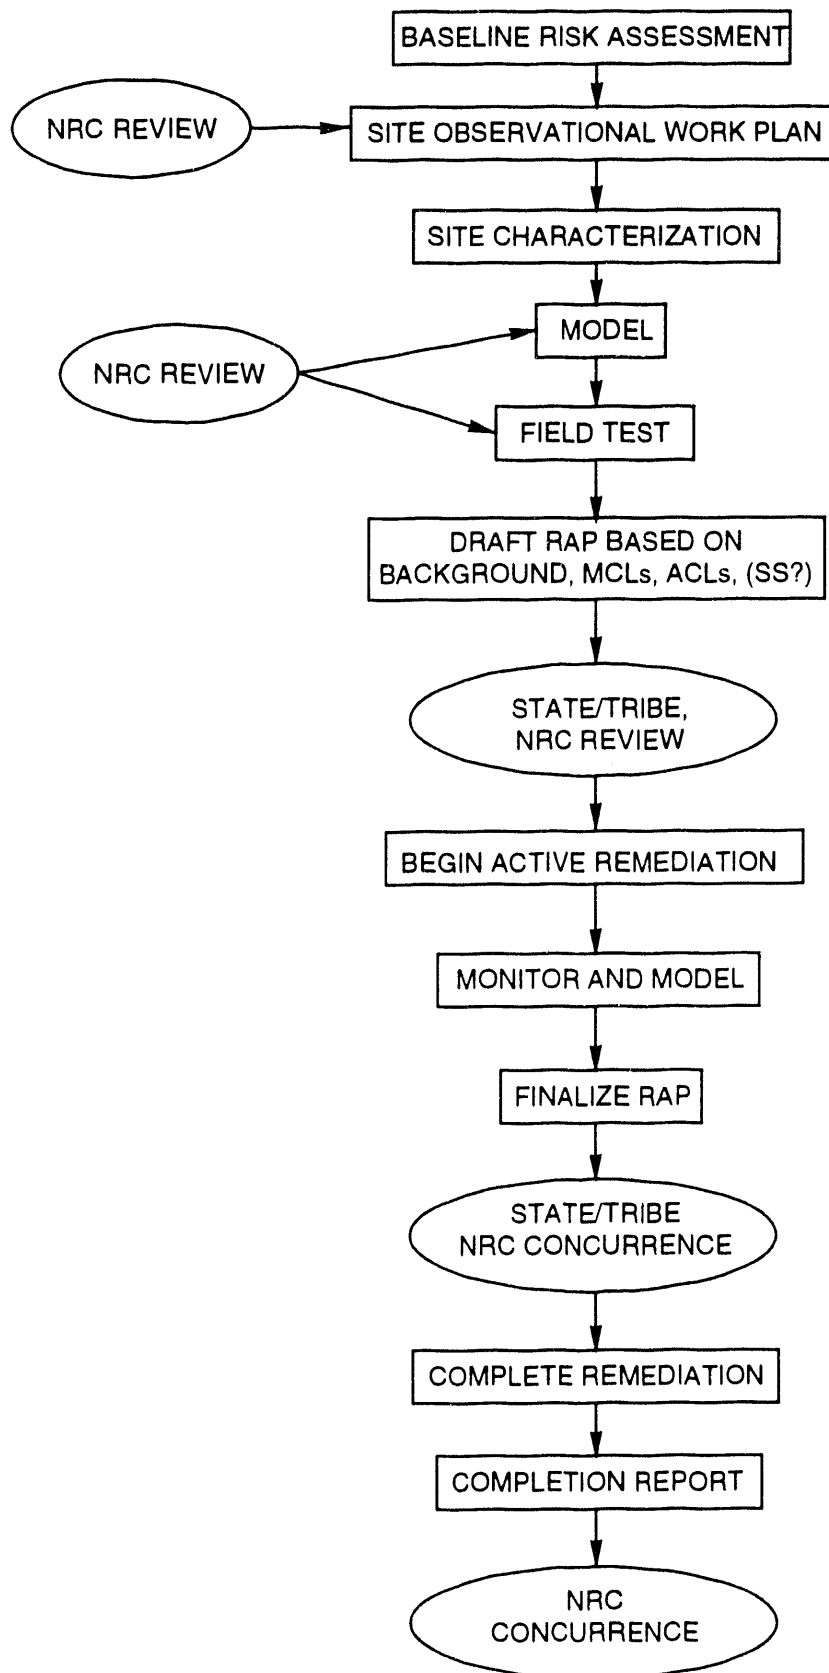 BASELINE RISK ASSESSMENT
NRC REVIEW
SITE OBSERVATIONAL WORK PLAN
SITE CHARACTERIZATION
MODEL
NRC REVIEW
FIELD TEST
DRAFT RAP BASED ON
BACKGROUND, MCLs, ACLs, (SS?)
STATE/TRIBE,
NRC REVIEW
BEGIN ACTIVE REMEDIATION
MONITOR AND MODEL
FINALIZE RAP
STATE/TRIBE
NRC CONCURRENCE
COMPLETE REMEDIATION
COMPLETION REPORT
NRC
CONCURRENCE